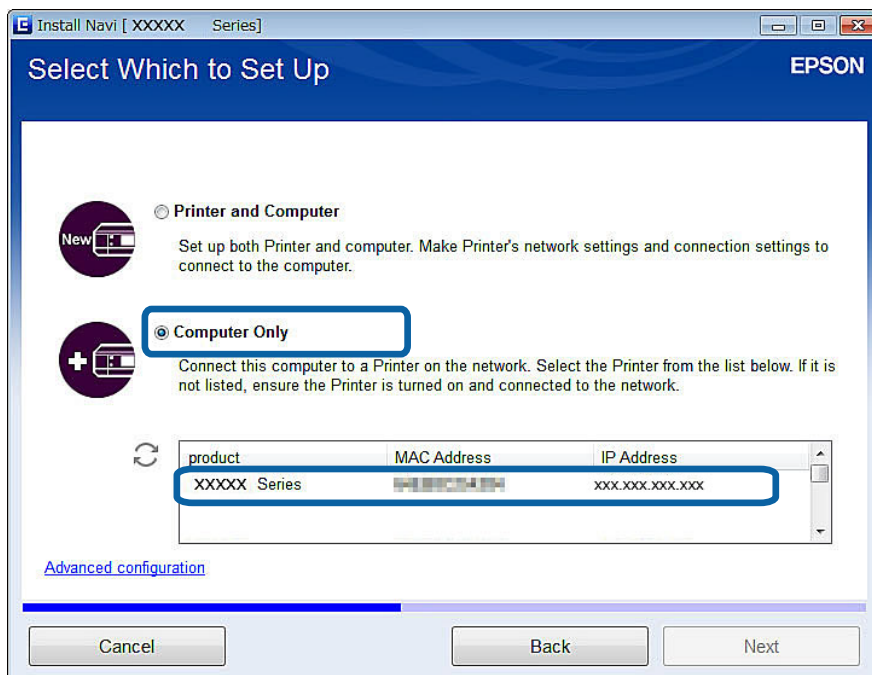 Install Navi [ XXXXX Series]
Select Which to Set Up
EPSON
Printer and Computer
New
Set up both Printer and computer. Make Printer's network settings and connection settings to
connect to the computer.
Computer Only
Connect this computer to a Printer on the network. Select the Printer from the list below. If it is
not listed, ensure the Printer is turned on and connected to the network.
product MAC Address IP Address
XXXXX Series xxx.xxx.xxx.xxx
Advanced configuration
Cancel Back Next